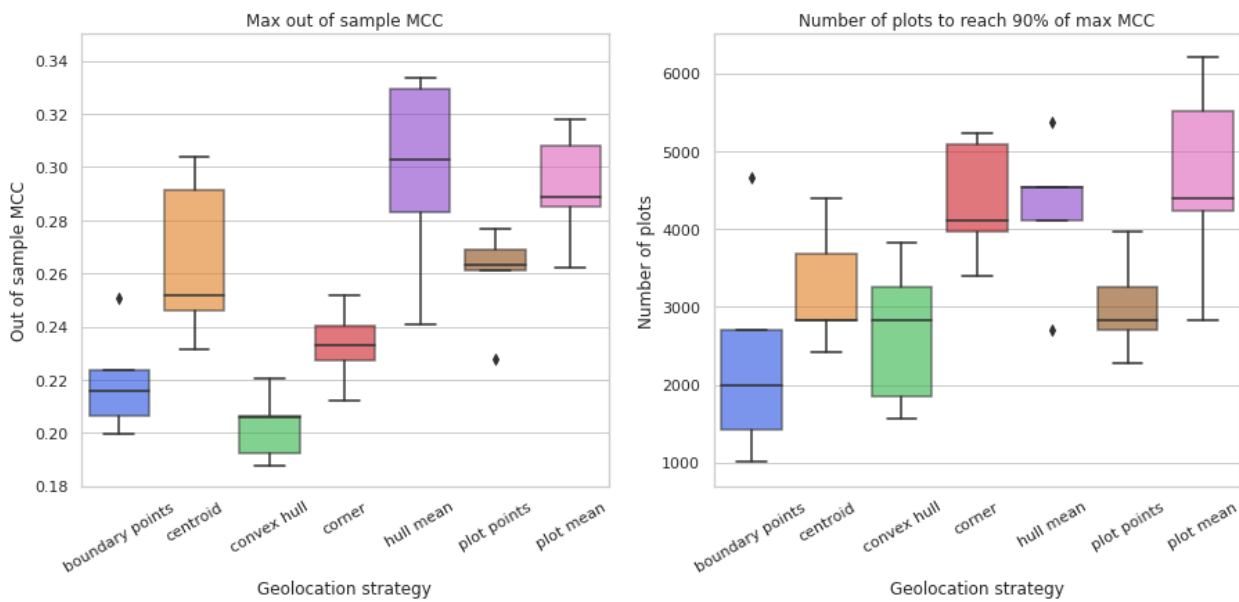 Max out of sample MCC
0.34
0.32
0.30
0.28
0.26
0.24
0.22
0.20
0.18
Out of sample MCC
boundary points
centroid
convex hull
corner
hull mean
plot points
plot mean
Geolocation strategy
Number of plots to reach 90% of max MCC
6000
5000
4000
3000
2000
1000
Number of plots
boundary points
centroid
convex hull
corner
hull mean
plot points
plot mean
Geolocation strategy